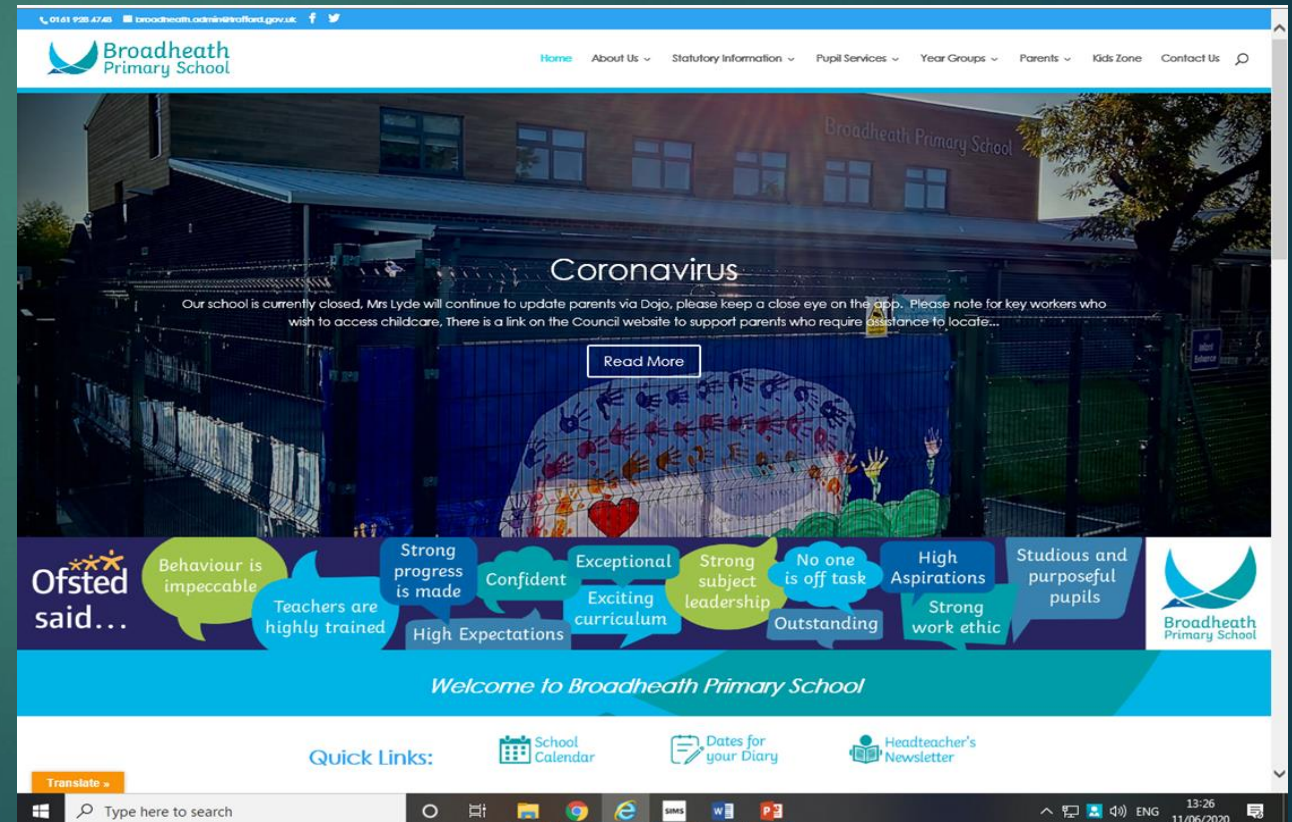 0161 928 4748 broadheath.admin@trafford.gov.uk
Broadheath
Primary School
Home About Us Statutory Information Pupil Services Year Groups Parents Kids Zone Contact Us
Broadheath Primary School
Coronavirus
Our school is currently closed, Mrs Lyde will continue to update parents via Dojo, please keep a close eye on the app. Please note for key workers who
wish to access childcare, There is a link on the Council website to support parents who require assistance to locate...
Read More
Infant
Entrance
Ofsted
said...
Behaviour is
impeccable
Teachers are
highly trained
Strong
progress
is made
High Expectations
Confident
Exceptional
Exciting
curriculum
Strong
subject
leadership
No one
is off task
Outstanding
High
Aspirations
Strong
work ethic
Studious and
purposeful
pupils
Broadheath
Primary School
Welcome to Broadheath Primary School
Quick Links:
School
Calendar
Dates for
your Diary
Headteacher's
Newsletter
Translate »
Type here to search
SIMS
ENG
13:26
11/06/2020